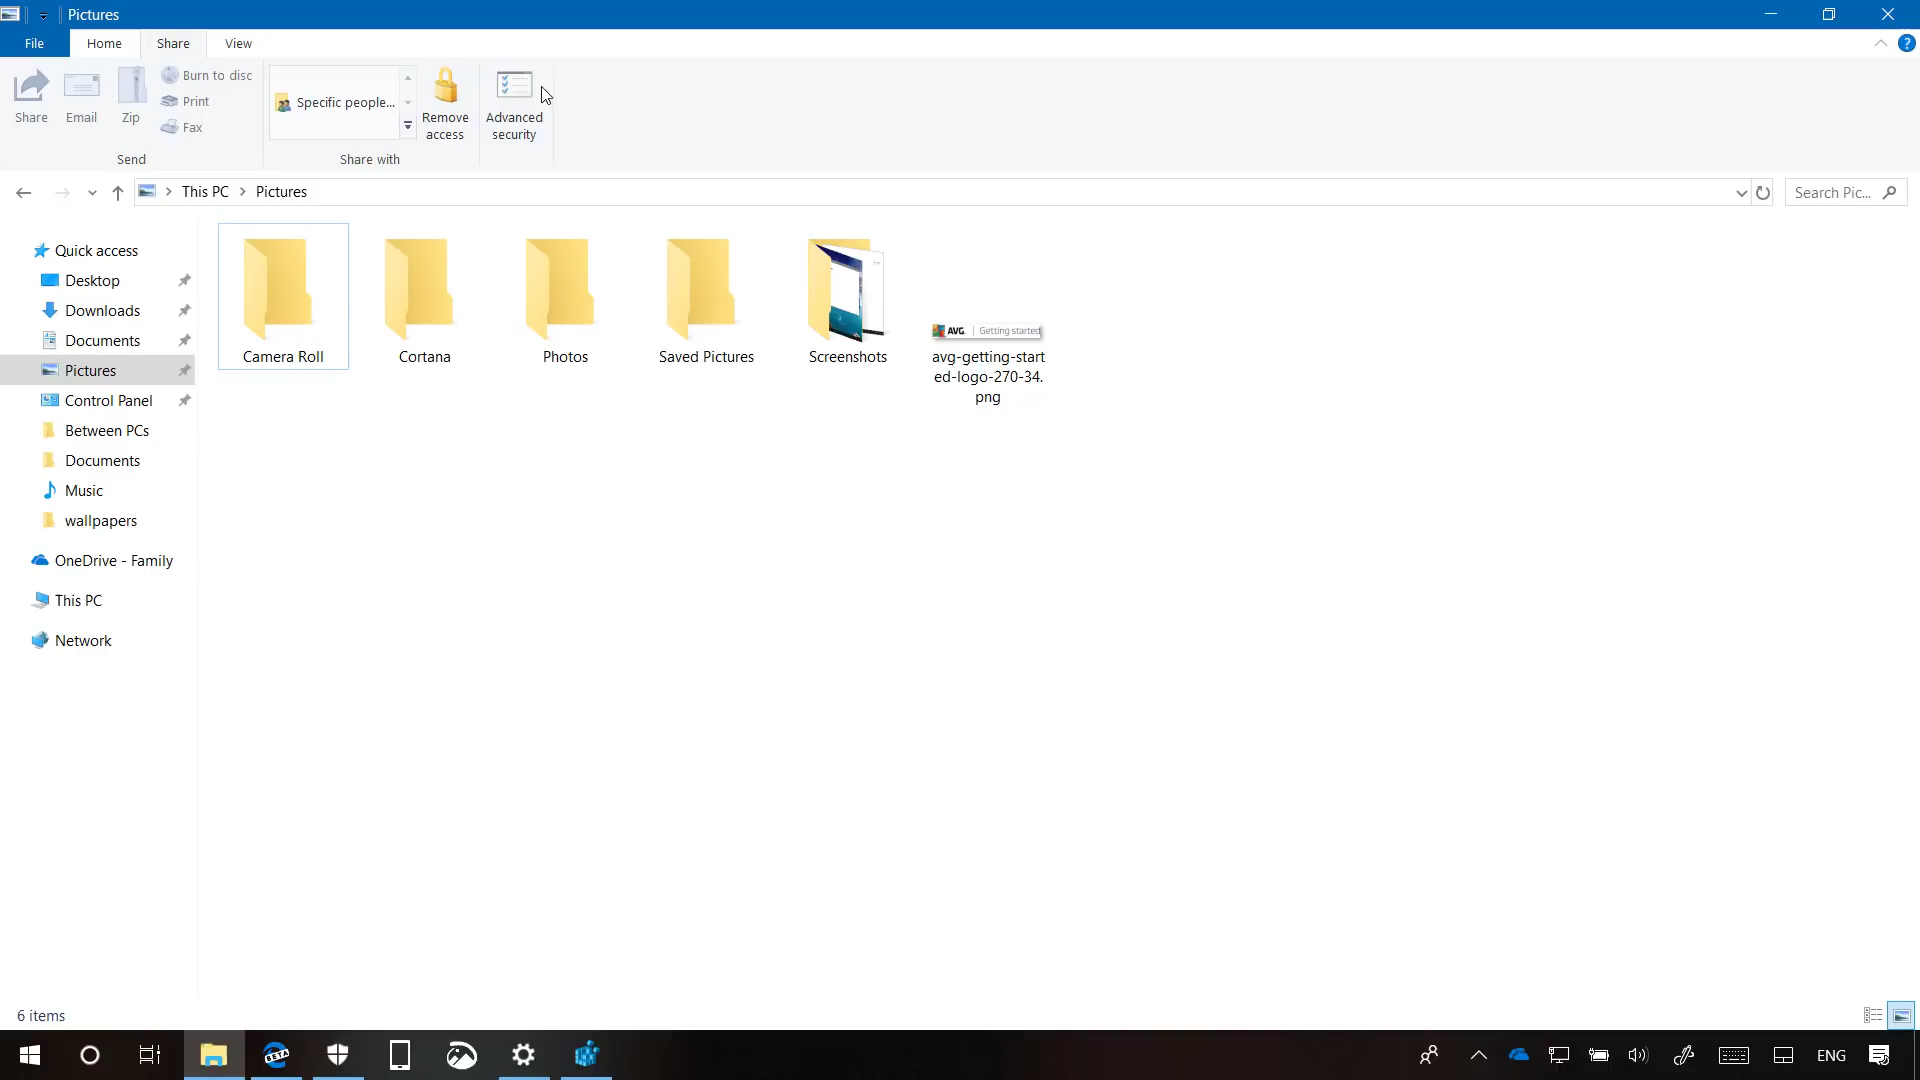 Pictures
File
Home
Share
View
Share
Email
Zip
Burn to disc
Print
Fax
Specific people...
Remove
access
Advanced
security
Send
Share with
This PC
Pictures
Search Pic...
Quick access
Desktop
Downloads
Documents
Pictures
Control Panel
Between PCs
Documents
Music
wallpapers
OneDrive - Family
This PC
Network
Camera Roll
Cortana
Photos
Saved Pictures
Screenshots
AVG Getting started
avg-getting-start
ed-logo-270-34.
png
6 items
BETA
ENG